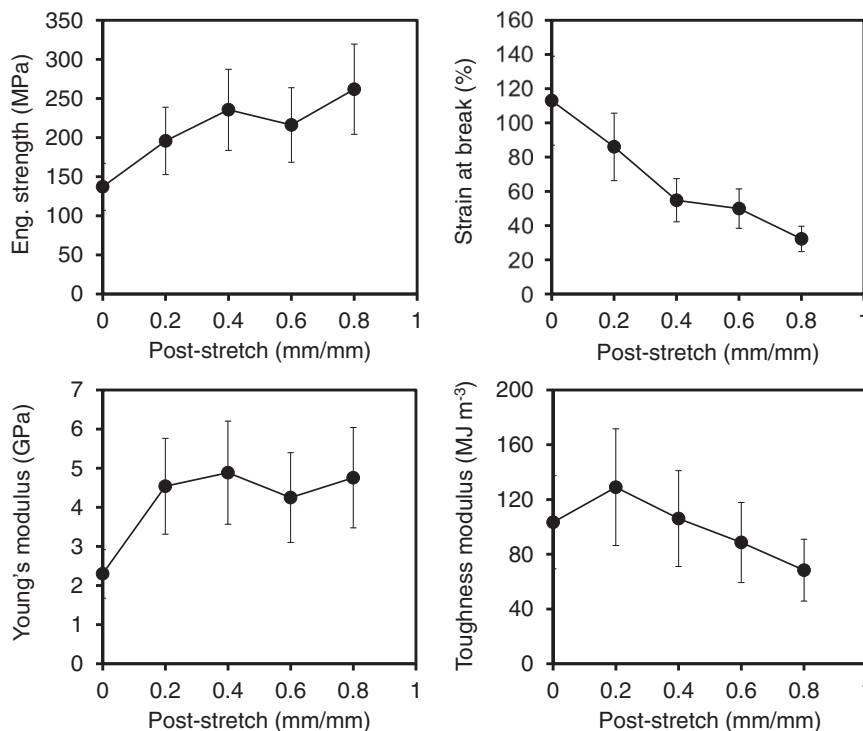 Eng. strength (MPa)
350
300
250
200
150
100
50
0
0 0.2 0.4 0.6 0.8 1
Post-stretch (mm/mm)
Strain at break (%)
160
140
120
100
80
60
40
20
0
0 0.2 0.4 0.6 0.8 1
Post-stretch (mm/mm)
Young's modulus (GPa)
7
6
5
4
3
2
1
0
0 0.2 0.4 0.6 0.8 1
Post-stretch (mm/mm)
Toughness modulus (MJ m⁻³)
200
160
120
80
40
0
0 0.2 0.4 0.6 0.8 1
Post-stretch (mm/mm)